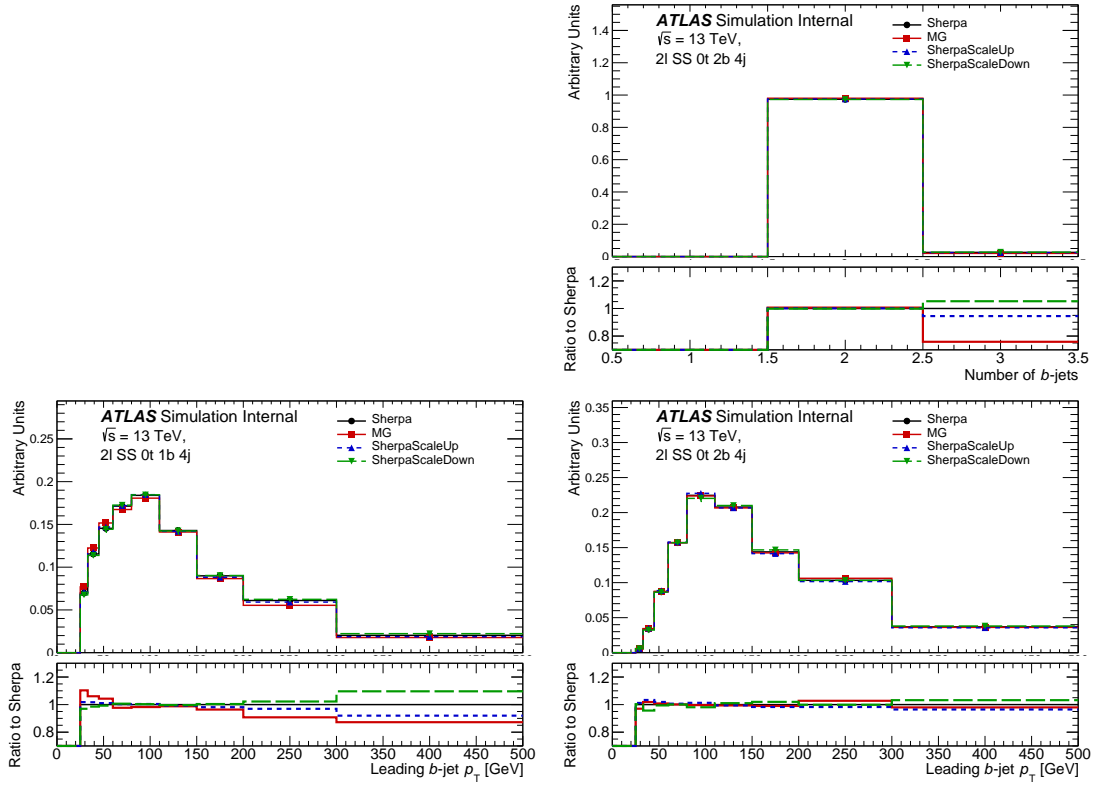 ATLAS Simulation Internal
√s = 13 TeV,
2l SS 0t 2b 4j
Sherpa
MG
SherpaScaleUp
SherpaScaleDown
Arbitrary Units
1.4
1.2
1
0.8
0.6
0.4
0.2
0
Ratio to Sherpa
1.2
1.0
0.8
0.5 1 1.5 2 2.5 3 3.5
Number of b-jets
ATLAS Simulation Internal
√s = 13 TeV,
2l SS 0t 1b 4j
Sherpa
MG
SherpaScaleUp
SherpaScaleDown
Arbitrary Units
0.25
0.2
0.15
0.1
0.05
0
Ratio to Sherpa
1.2
1.0
0.8
0 50 100 150 200 250 300 350 400 450 500
Leading b-jet pT [GeV]
ATLAS Simulation Internal
√s = 13 TeV,
2l SS 0t 2b 4j
Sherpa
MG
SherpaScaleUp
SherpaScaleDown
Arbitrary Units
0.35
0.3
0.25
0.2
0.15
0.1
0.05
0
Ratio to Sherpa
1.2
1.0
0.8
0 50 100 150 200 250 300 350 400 450 500
Leading b-jet pT [GeV]